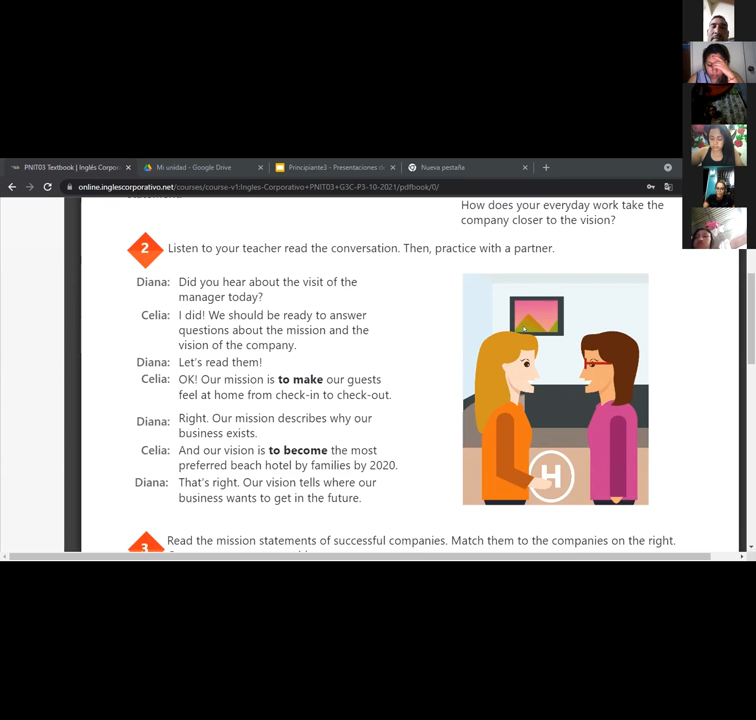 PNIT03 Textbook | Inglés Corporat
Mi unidad - Google Drive
Principiante3 - Presentaciones d
Nueva pestaña
online.inglescorporativo.net/courses/course-v1:Ingles-Corporativo+PNIT03+G3C-P3-10-2021/pdfbook/0/
How does your everyday work take the
company closer to the vision?
2 Listen to your teacher read the conversation. Then, practice with a partner.
Diana: Did you hear about the visit of the
manager today?
Celia: I did! We should be ready to answer
questions about the mission and the
vision of the company.
Diana: Let's read them!
Celia: OK! Our mission is to make our guests
feel at home from check-in to check-out.
Diana: Right. Our mission describes why our
business exists.
Celia: And our vision is to become the most
preferred beach hotel by families by 2020.
Diana: That's right. Our vision tells where our
business wants to get in the future.
H
3 Read the mission statements of successful companies. Match them to the companies on the right.